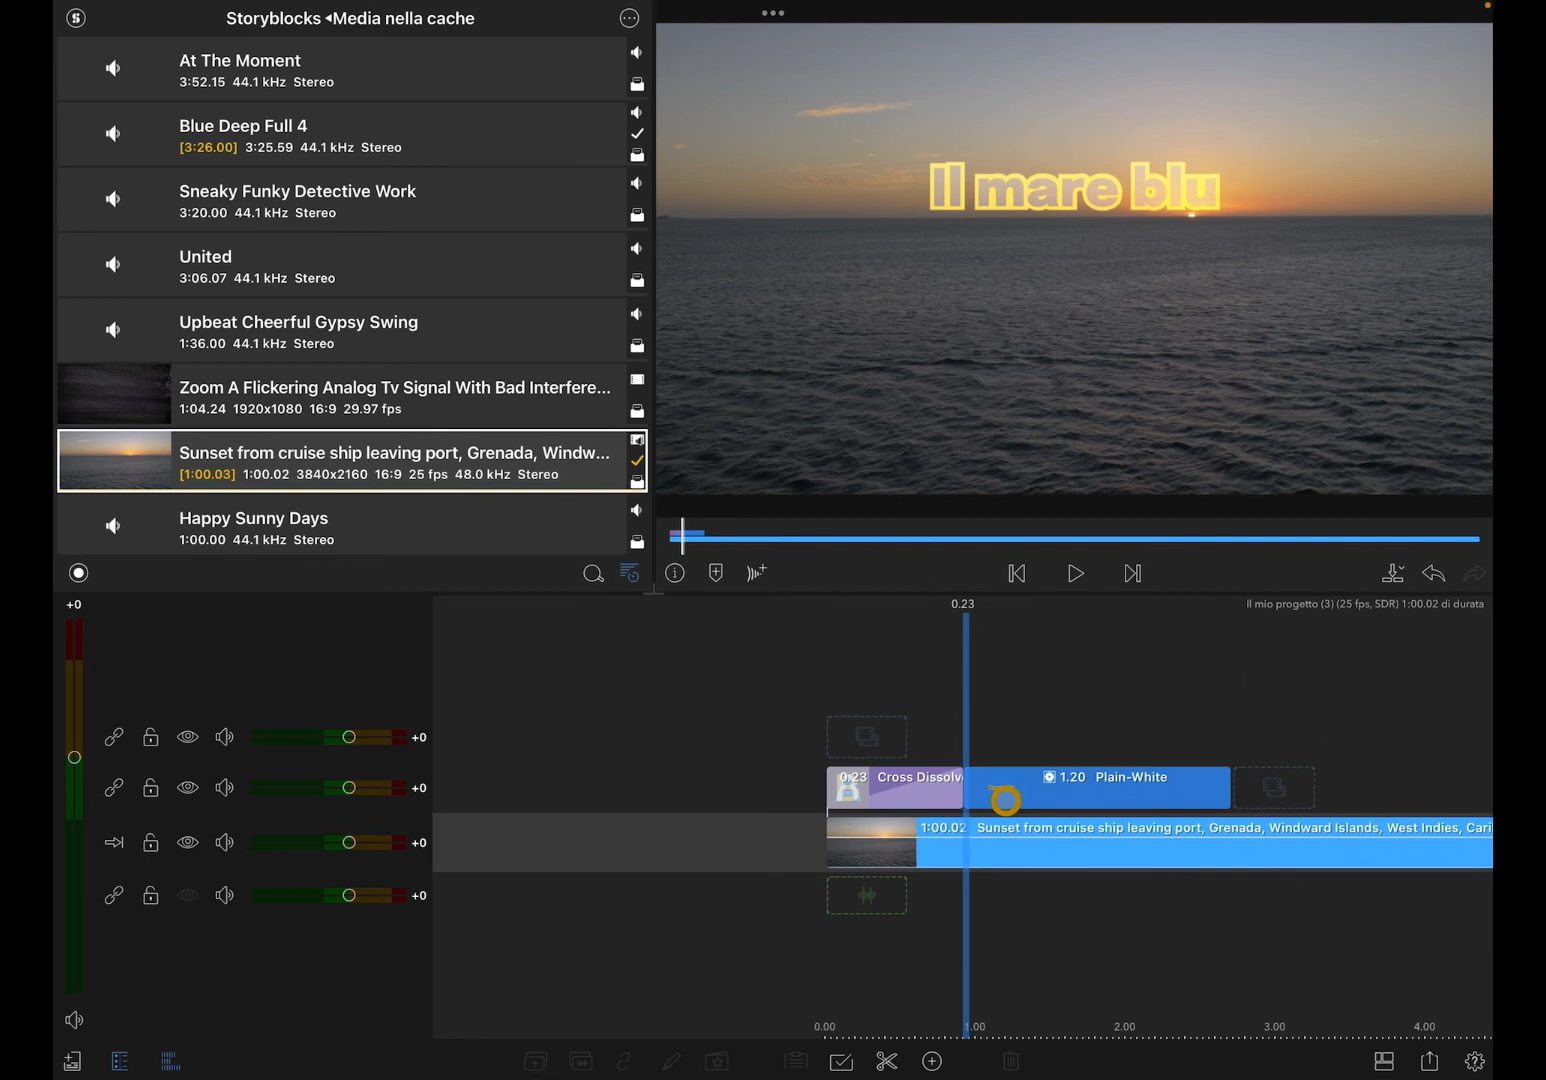 Storyblocks ◂Media nella cache
At The Moment
3:52.15 44.1 kHz Stereo
Blue Deep Full 4
[3:26.00] 3:25.59 44.1 kHz Stereo
Sneaky Funky Detective Work
3:20.00 44.1 kHz Stereo
United
3:06.07 44.1 kHz Stereo
Upbeat Cheerful Gypsy Swing
1:36.00 44.1 kHz Stereo
Zoom A Flickering Analog Tv Signal With Bad Interfere...
1:04.24 1920x1080 16:9 29.97 fps
Sunset from cruise ship leaving port, Grenada, Windw...
[1:00.03] 1:00.02 3840x2160 16:9 25 fps 48.0 kHz Stereo
Happy Sunny Days
1:00.00 44.1 kHz Stereo
Il mare blu
+0
0.23
Il mio progetto (3) (25 fps, SDR) 1:00.02 di durata
+0
+0
0.23 Cross Dissolv
1.20 Plain-White
+0
1:00.02 Sunset from cruise ship leaving port, Grenada, Windward Islands, West Indies, Cari
+0
0.00 1.00 2.00 3.00 4.00